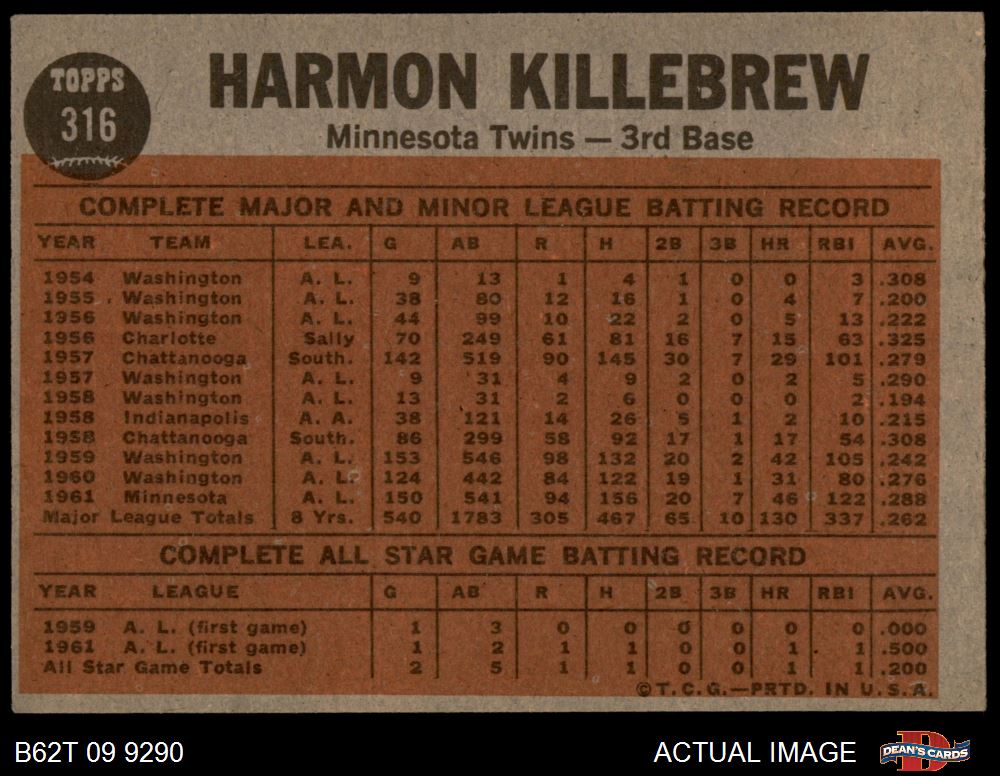 TOPPS
316
HARMON KILLEBREW
Minnesota Twins — 3rd Base
COMPLETE MAJOR AND MINOR LEAGUE BATTING RECORD
YEAR TEAM LEA. G AB R H 2B 3B HR RBI AVG.
1954 Washington A. L. 9 13 1 4 1 0 0 3 .308
1955 Washington A. L. 38 80 12 16 1 0 4 7 .200
1956 Washington A. L. 44 99 10 22 2 0 5 13 .222
1956 Charlotte Sally 70 249 61 81 16 7 15 63 .325
1957 Chattanooga South. 142 519 90 145 30 7 29 101 .279
1957 Washington A. L. 9 31 4 9 2 0 2 5 .290
1958 Washington A. L. 13 31 2 6 0 0 0 2 .194
1958 Indianapolis A. A. 38 121 14 26 5 1 2 10 .215
1958 Chattanooga South. 86 299 58 92 17 1 17 54 .308
1959 Washington A. L. 153 546 98 132 20 2 42 105 .242
1960 Washington A. L. 124 442 84 122 19 1 31 80 .276
1961 Minnesota A. L. 150 541 94 156 20 7 46 122 .288
Major League Totals 8 Yrs. 540 1783 305 467 65 10 130 337 .262
COMPLETE ALL STAR GAME BATTING RECORD
YEAR LEAGUE G AB R H 2B 3B HR RBI AVG.
1959 A. L. (first game) 1 3 0 0 0 0 0 0 .000
1961 A. L. (first game) 1 2 1 1 0 0 1 1 .500
All Star Game Totals 2 5 1 1 0 0 1 1 .200
©T.C.G.—PRTD. IN U.S.A.
B62T 09 9290
ACTUAL IMAGE
DEAN'S CARDS